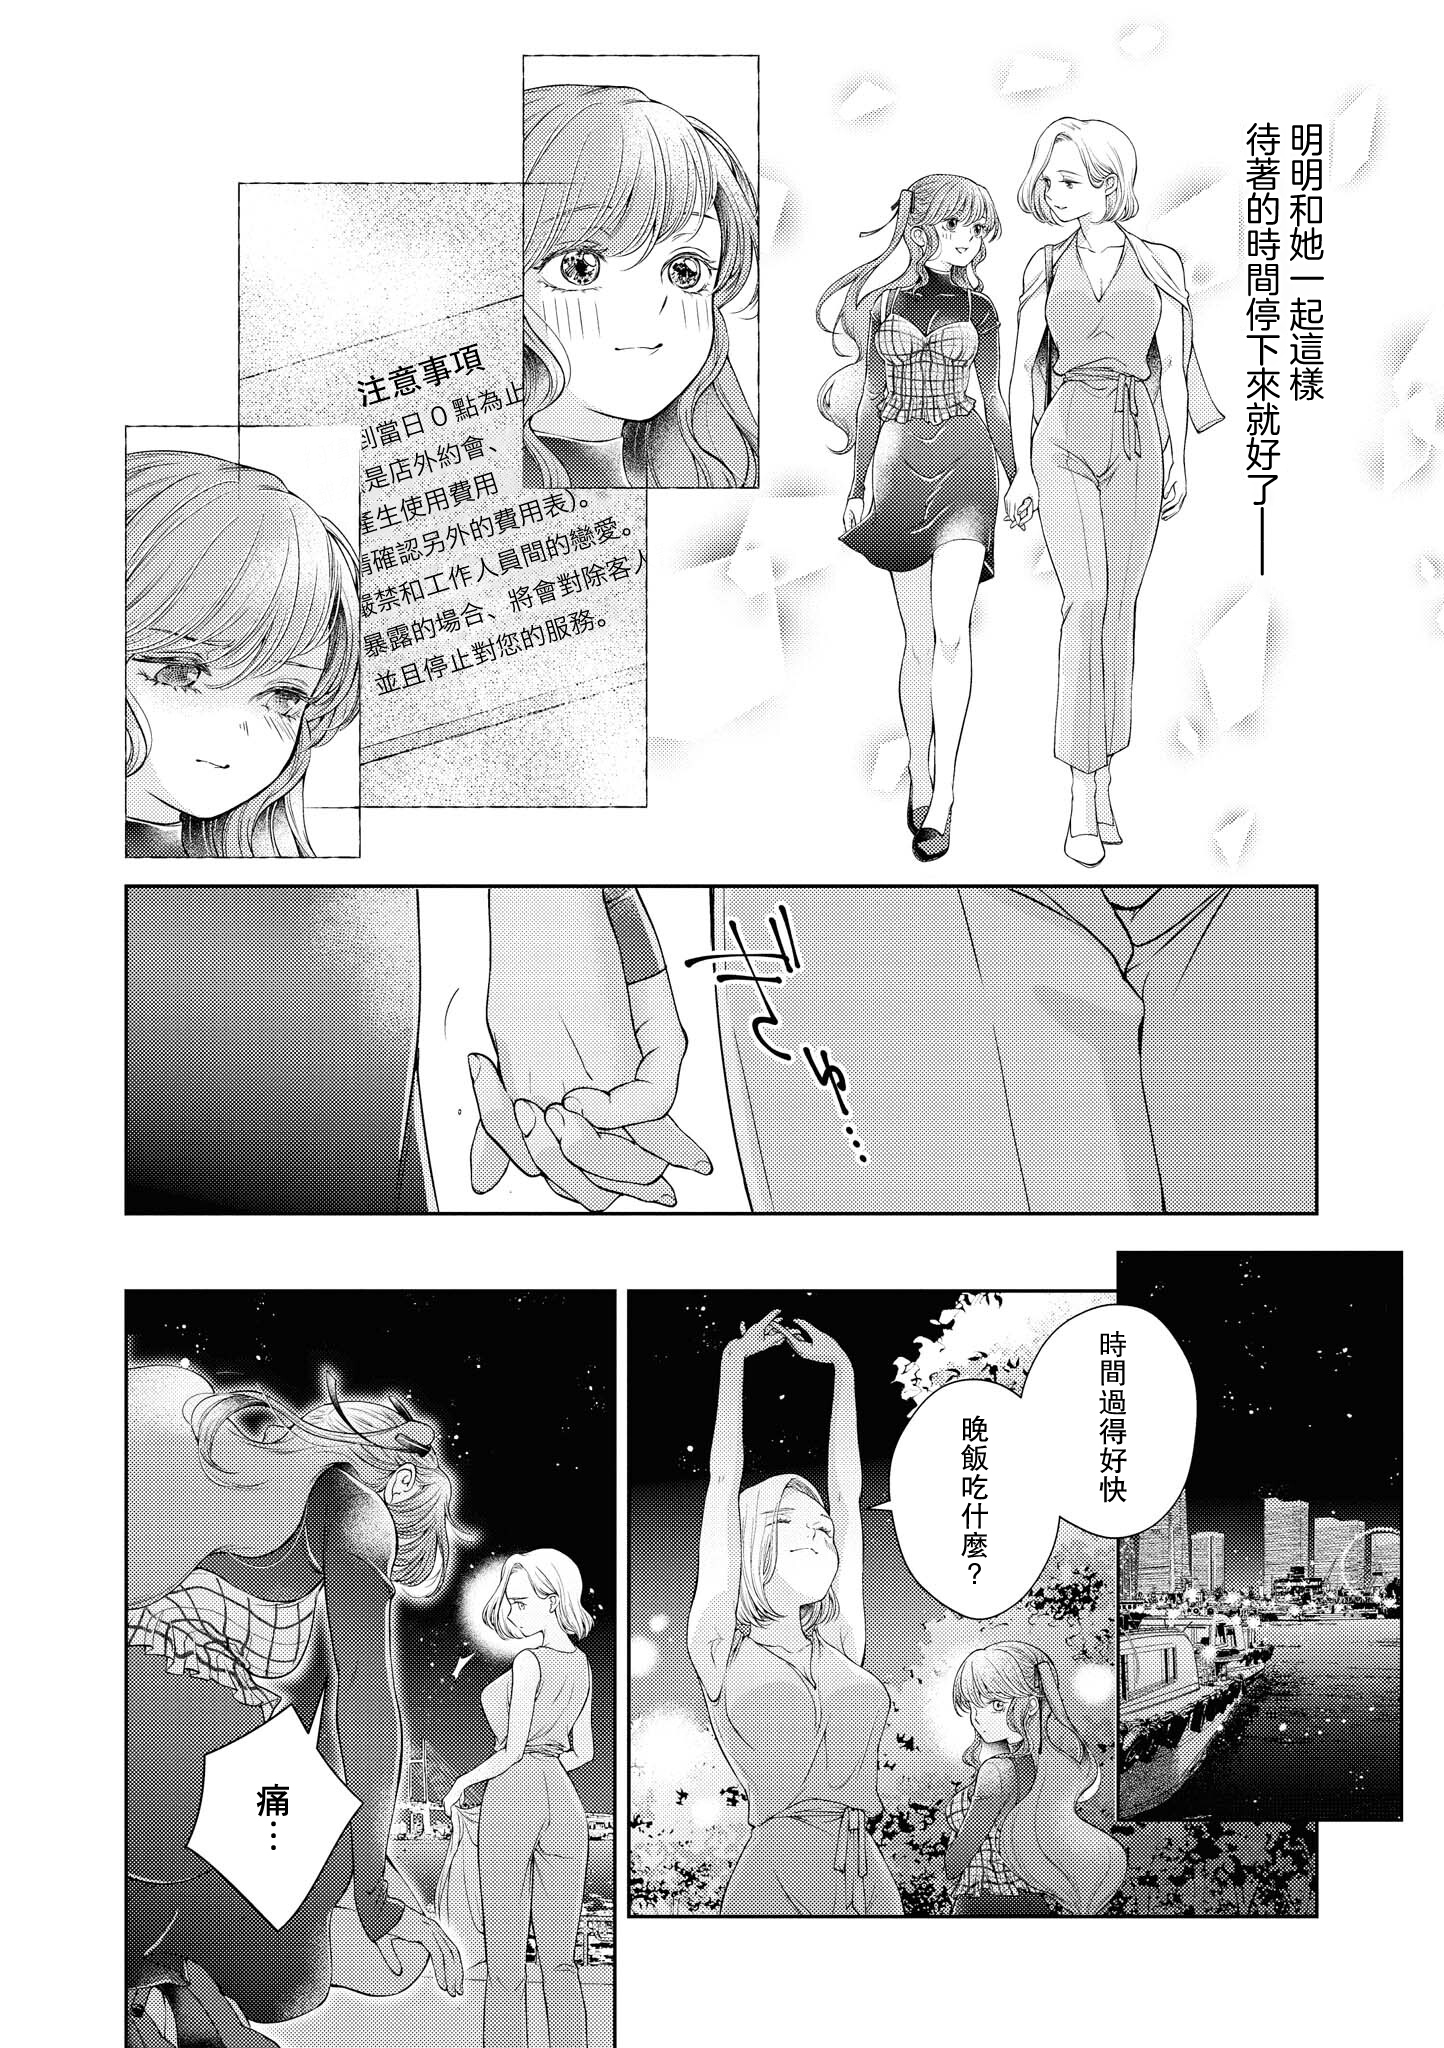 明明和她一起這樣
待著的時間停下來就好了——
注意事項
到當日０點為止
是店外約會、
產生使用費用
請確認另外的費用表)。
嚴禁和工作人員間的戀愛。
暴露的場合、將會對除客人
並且停止對您的服務。
ぎゅ…
時間過得好快
晚飯吃什麼？
痛…